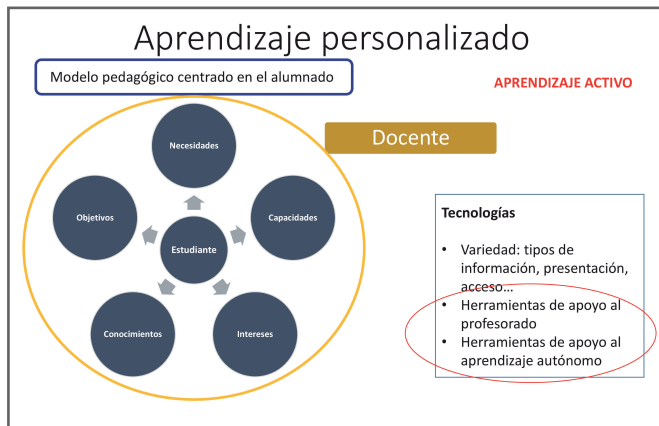 Aprendizaje personalizado
Modelo pedagógico centrado en el alumnado
APRENDIZAJE ACTIVO
Docente
Necesidades
Objetivos
Capacidades
Estudiante
Conocimientos
Intereses
Tecnologías
• Variedad: tipos de
información, presentación,
acceso...
• Herramientas de apoyo al
profesorado
• Herramientas de apoyo al
aprendizaje autónomo